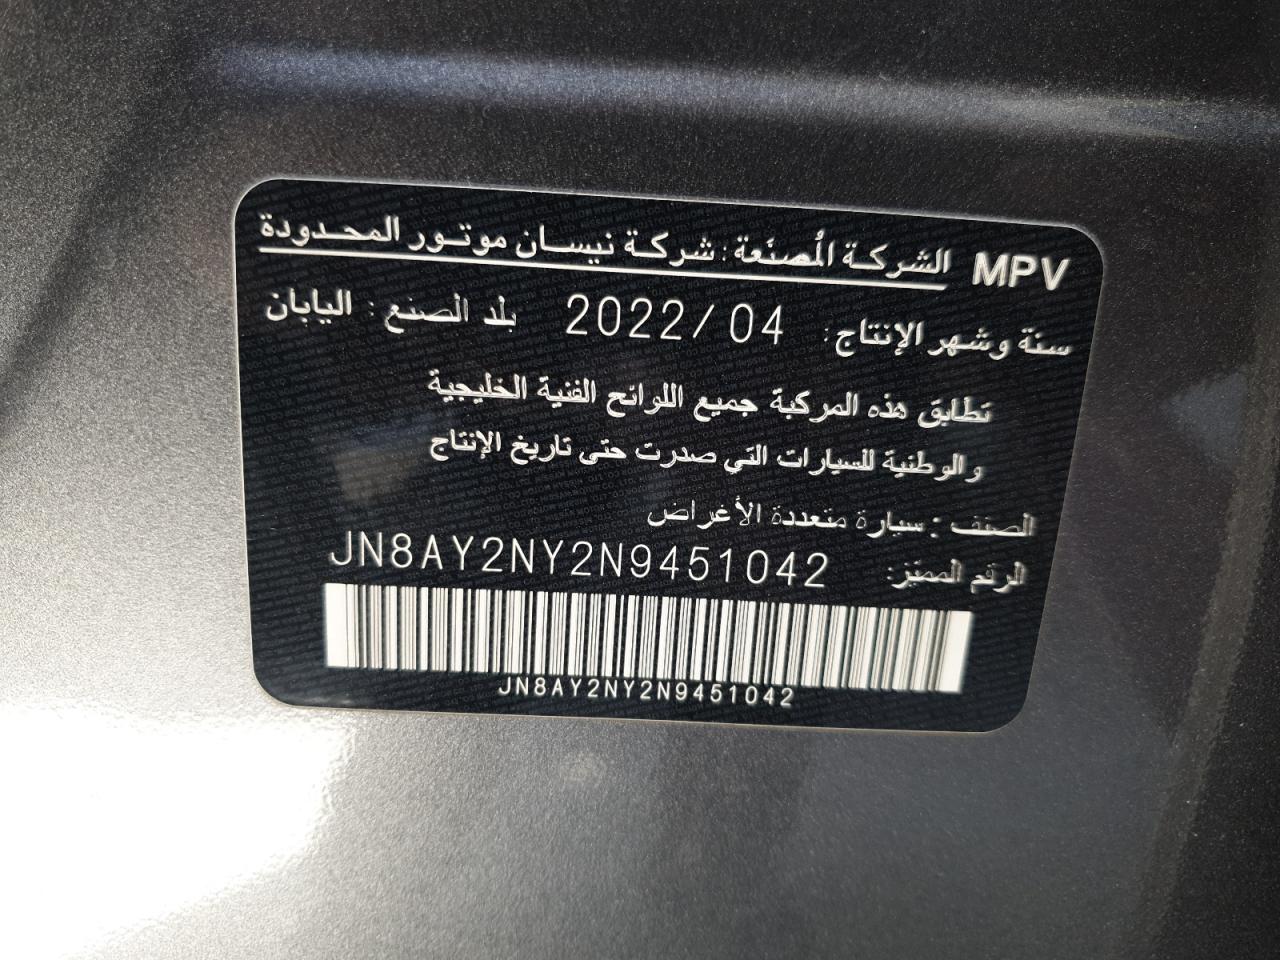 MPV الشركة المُصنّعة : شركة نيسان موتور المحدودة
سنة وشهر الإنتاج: 2022/04 بلد الصنع : اليابان
تطابق هذه المركبة جميع اللوائح الفنية الخليجية
والوطنية للسيارات التي صدرت حتى تاريخ الإنتاج
الصنف : سيارة متعددة الأغراض
الرقم المميّز: JN8AY2NY2N9451042
JN8AY2NY2N9451042